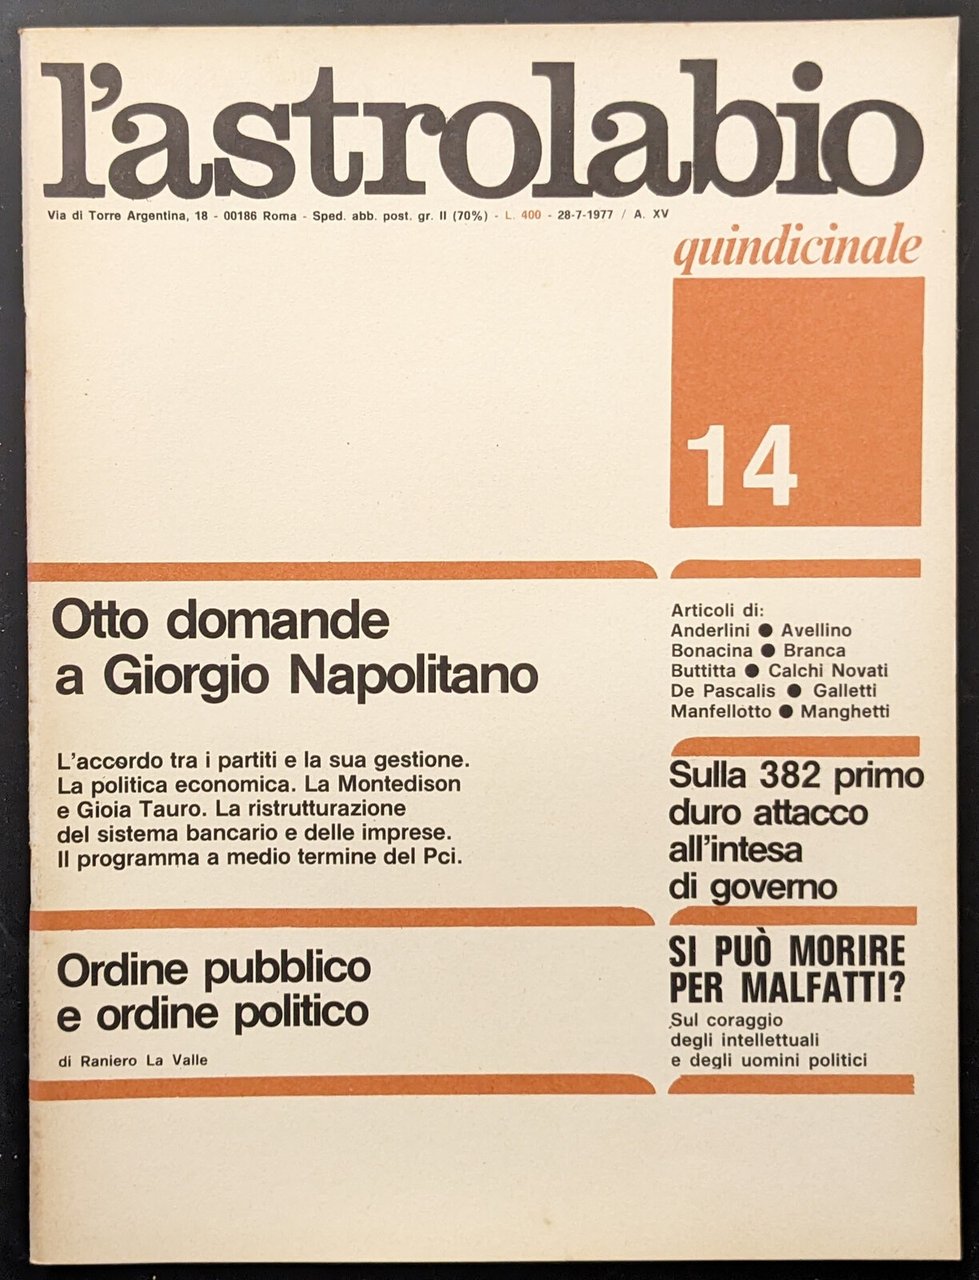 l'astrolabio
Via di Torre Argentina, 18 - 00186 Roma - Sped. abb. post. gr. II (70%) - L. 400 - 28-7-1977 / A. XV
quindicinale
14
Otto domande
a Giorgio Napolitano
L'accordo tra i partiti e la sua gestione.
La politica economica. La Montedison
e Gioia Tauro. La ristrutturazione
del sistema bancario e delle imprese.
Il programma a medio termine del Pci.
Ordine pubblico
e ordine politico
di Raniero La Valle
Articoli di:
Anderlini ● Avellino
Bonacina ● Branca
Buttitta ● Calchi Novati
De Pascalis ● Galletti
Manfellotto ● Manghetti
Sulla 382 primo
duro attacco
all'intesa
di governo
SI PUÒ MORIRE
PER MALFATTI?
Sul coraggio
degli intellettuali
e degli uomini politici